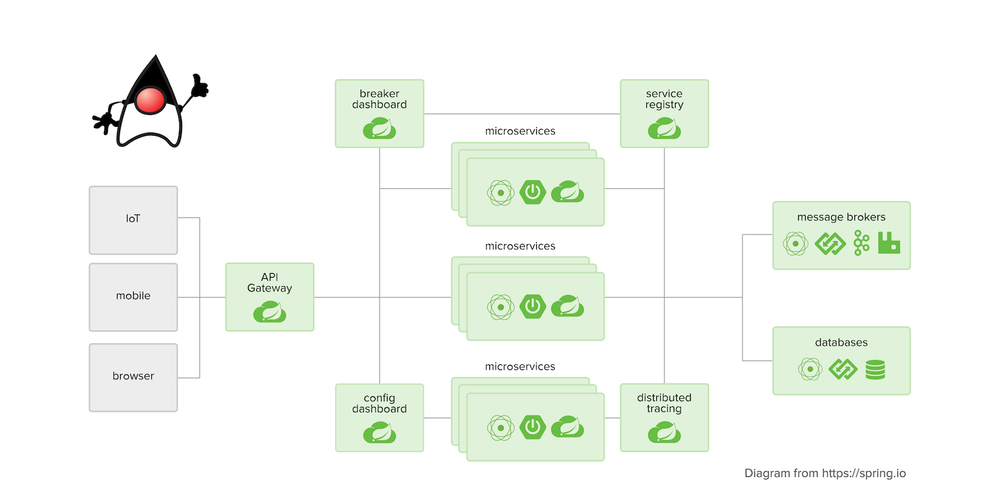 breaker
dashboard
service
registry
microservices
IoT
mobile
browser
API
Gateway
microservices
message brokers
databases
microservices
config
dashboard
distributed
tracing
Diagram from https://spring.io